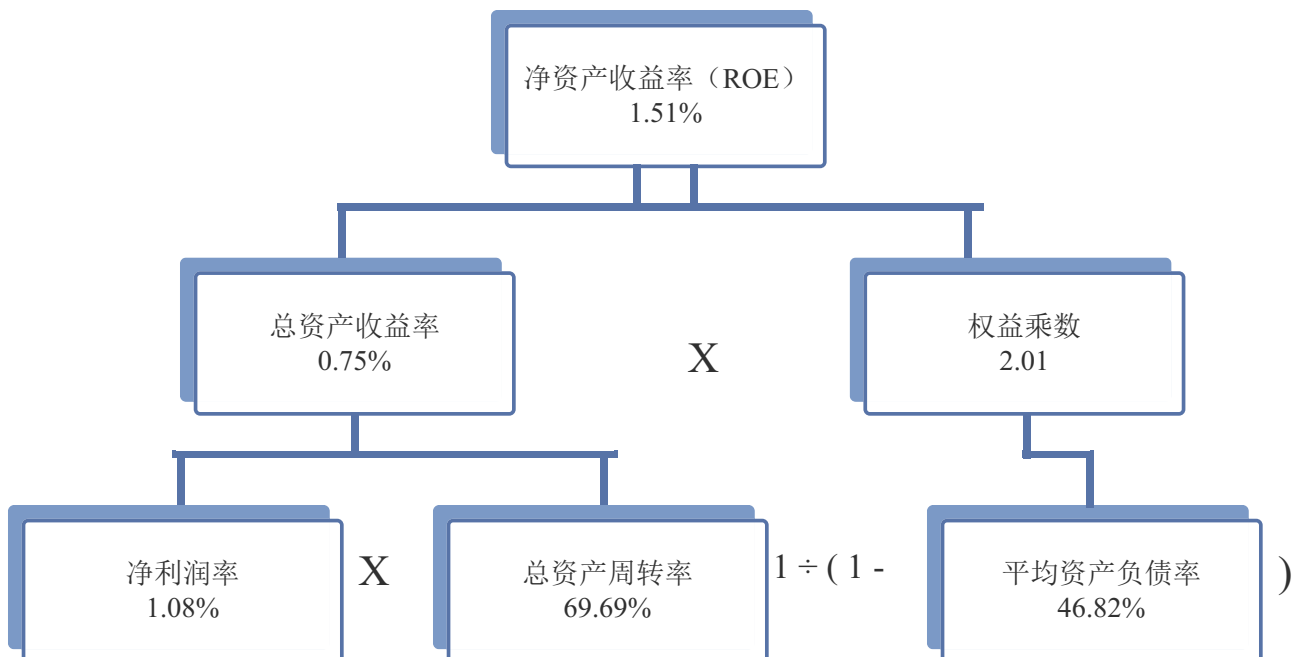 净资产收益率（ROE）
1.51%
总资产收益率
0.75%
X
权益乘数
2.01
净利润率
1.08%
X
总资产周转率
69.69%
1 ÷ ( 1 -
平均资产负债率
46.82%
)